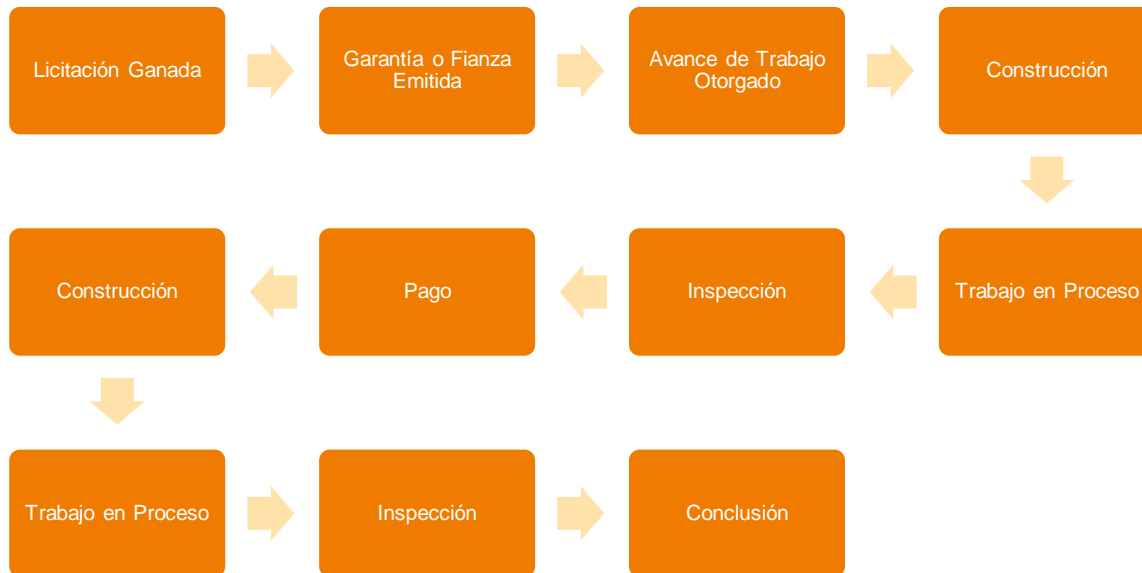 Licitación Ganada
Garantía o Fianza
Emitida
Avance de Trabajo
Otorgado
Construcción
Trabajo en Proceso
Inspección
Pago
Construcción
Trabajo en Proceso
Inspección
Conclusión